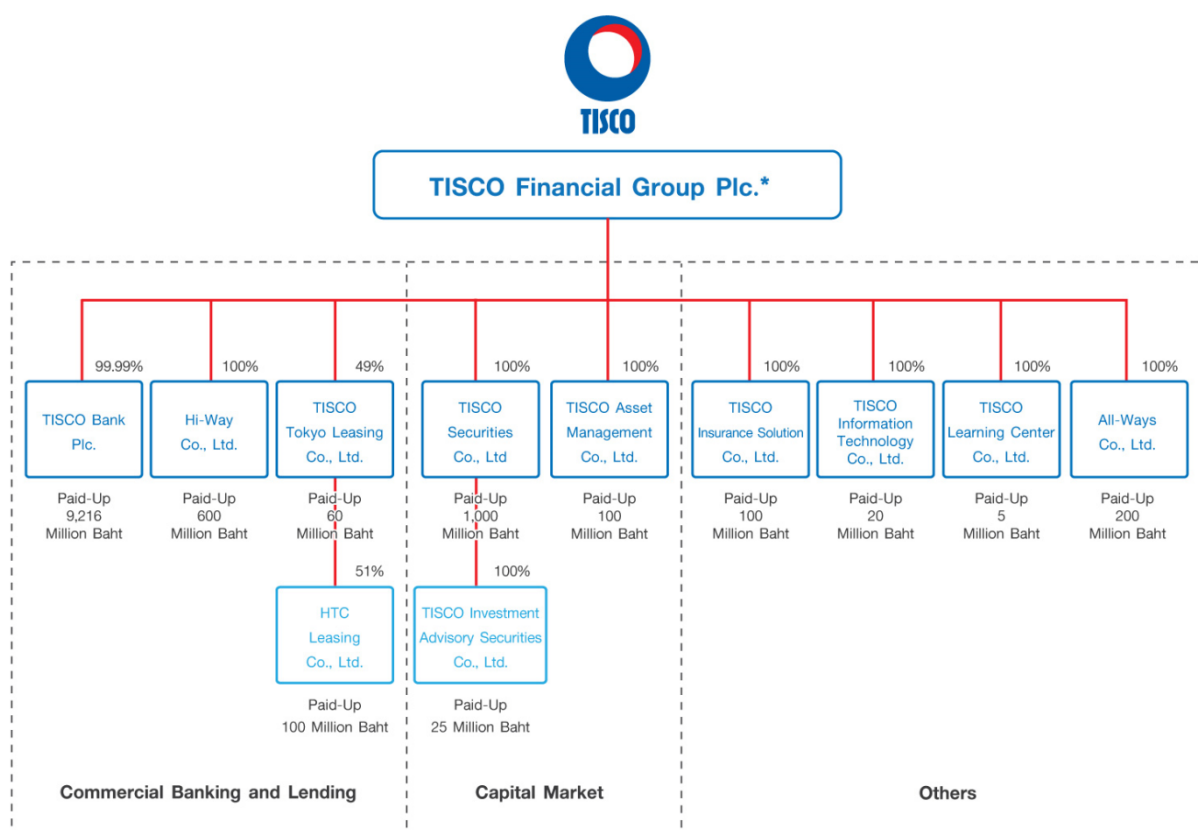 TISCO
TISCO Financial Group Plc.*
99.99%
TISCO Bank
Plc.
Paid-Up
9,216
Million Baht
100%
Hi-Way
Co., Ltd.
Paid-Up
600
Million Baht
49%
TISCO
Tokyo Leasing
Co., Ltd.
Paid-Up
60
Million Baht
51%
HTC
Leasing
Co., Ltd.
Paid-Up
100 Million Baht
Commercial Banking and Lending
100%
TISCO
Securities
Co., Ltd
Paid-Up
1,000
Million Baht
100%
TISCO Investment
Advisory Securities
Co., Ltd.
Paid-Up
25 Million Baht
100%
TISCO Asset
Management
Co., Ltd.
Paid-Up
100
Million Baht
Capital Market
100%
TISCO
Insurance Solution
Co., Ltd.
Paid-Up
100
Million Baht
100%
TISCO
Information
Technology
Co., Ltd.
Paid-Up
20
Million Baht
100%
TISCO
Learning Center
Co., Ltd.
Paid-Up
5
Million Baht
100%
All-Ways
Co., Ltd.
Paid-Up
200
Million Baht
Others